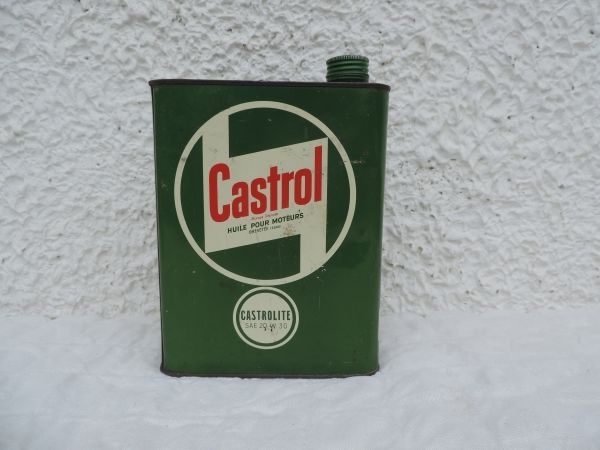 Castrol
HUILE POUR MOTEURS
CASTROLITE
SAE 20 W 30